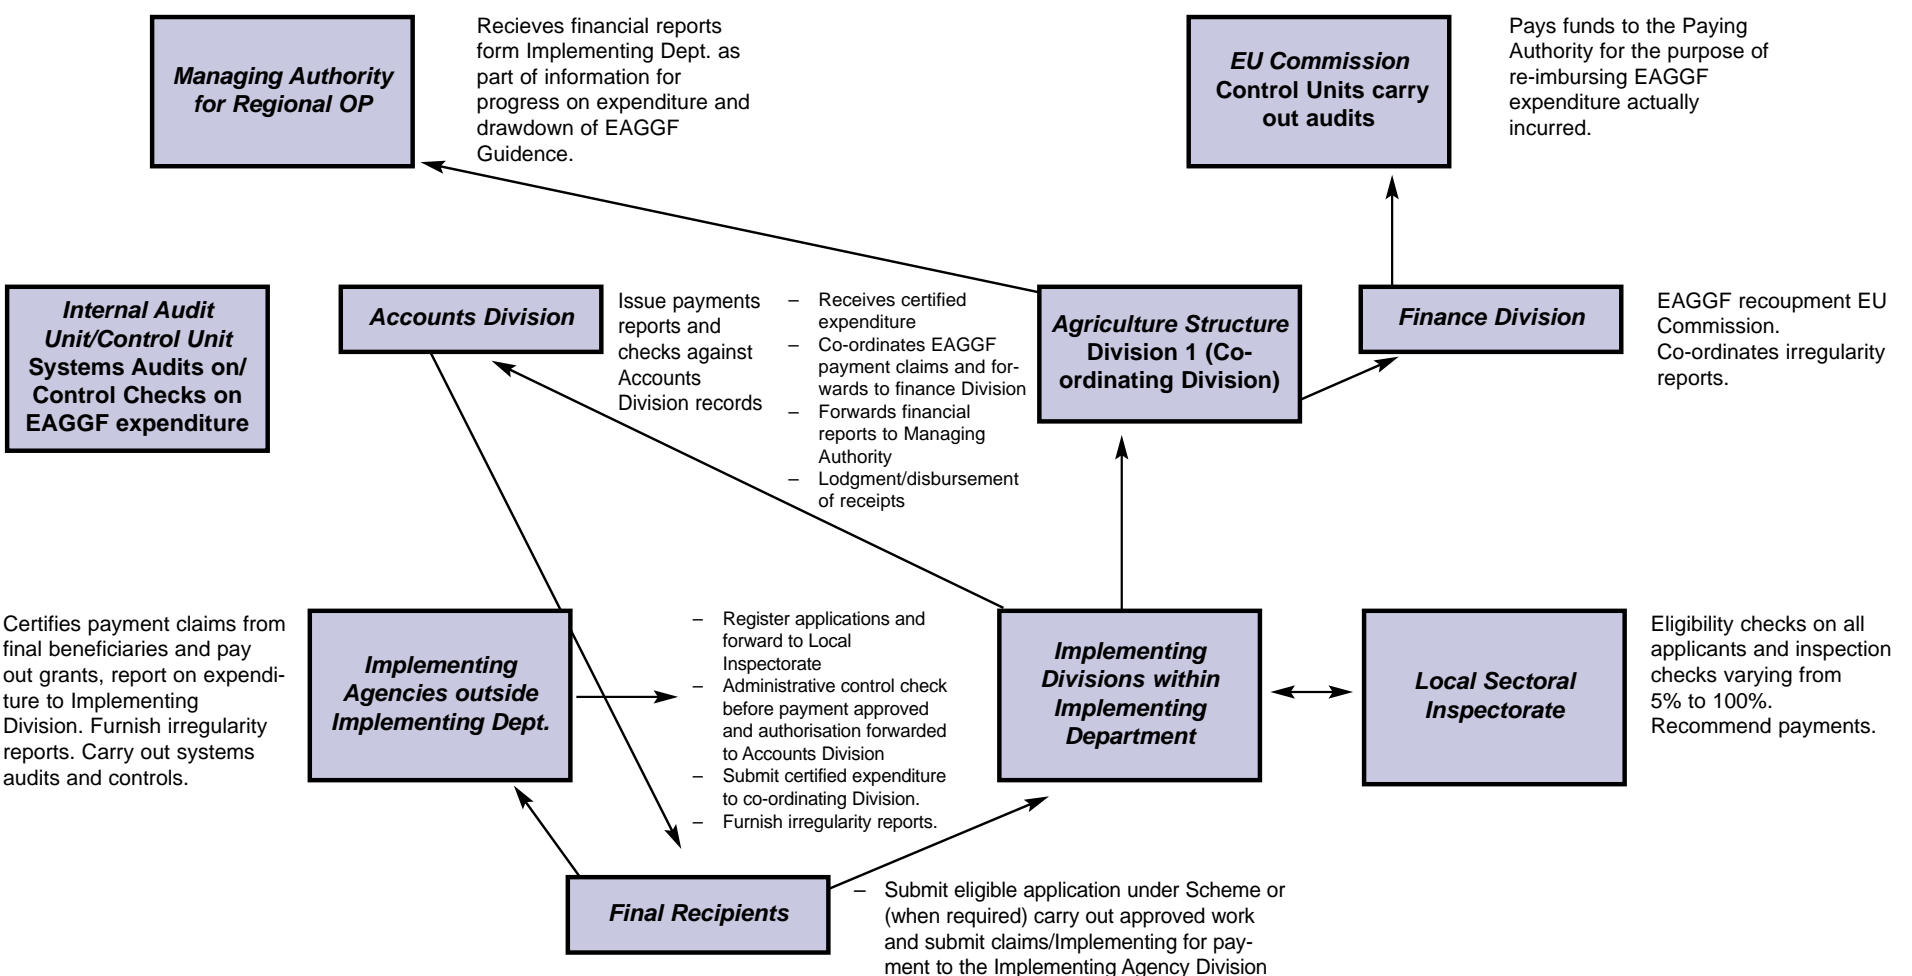 Managing Authority
for Regional OP
Recieves financial reports
form Implementing Dept. as
part of information for
progress on expenditure and
drawdown of EAGGF
Guidence.
EU Commission
Control Units carry
out audits
Pays funds to the Paying
Authority for the purpose of
re-imbursing EAGGF
expenditure actually
incurred.
Internal Audit
Unit/Control Unit
Systems Audits on/
Control Checks on
EAGGF expenditure
Accounts Division
Issue payments
reports and
checks against
Accounts
Division records
– Receives certified
expenditure
– Co-ordinates EAGGF
payment claims and for-
wards to finance Division
– Forwards financial
reports to Managing
Authority
– Lodgment/disbursement
of receipts
Agriculture Structure
Division 1 (Co-
ordinating Division)
Finance Division
EAGGF recoupment EU
Commission.
Co-ordinates irregularity
reports.
Certifies payment claims from
final beneficiaries and pay
out grants, report on expendi-
ture to Implementing
Division. Furnish irregularity
reports. Carry out systems
audits and controls.
Implementing
Agencies outside
Implementing Dept.
– Register applications and
forward to Local
Inspectorate
– Administrative control check
before payment approved
and authorisation forwarded
to Accounts Division
– Submit certified expenditure
to co-ordinating Division.
– Furnish irregularity reports.
Implementing
Divisions within
Implementing
Department
Local Sectoral
Inspectorate
Eligibility checks on all
applicants and inspection
checks varying from
5% to 100%.
Recommend payments.
Final Recipients
– Submit eligible application under Scheme or
(when required) carry out approved work
and submit claims/Implementing for pay-
ment to the Implementing Agency Division